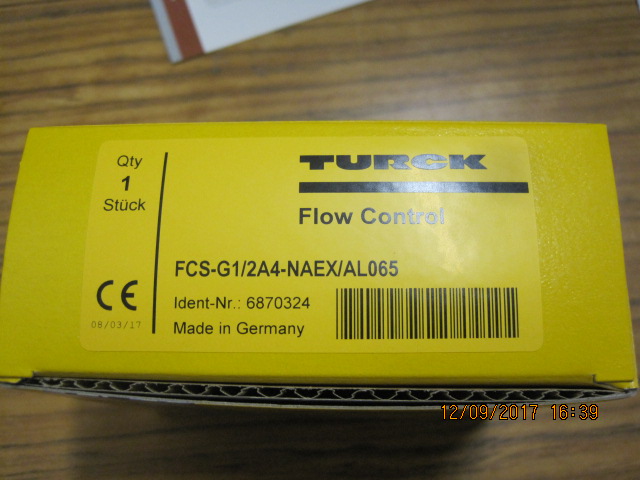 Qty
1
Stück
TURCK
Flow Control
FCS-G1/2A4-NAEX/AL065
CE
Ident-Nr.: 6870324
08/03/17
Made in Germany
12/09/2017 16:39